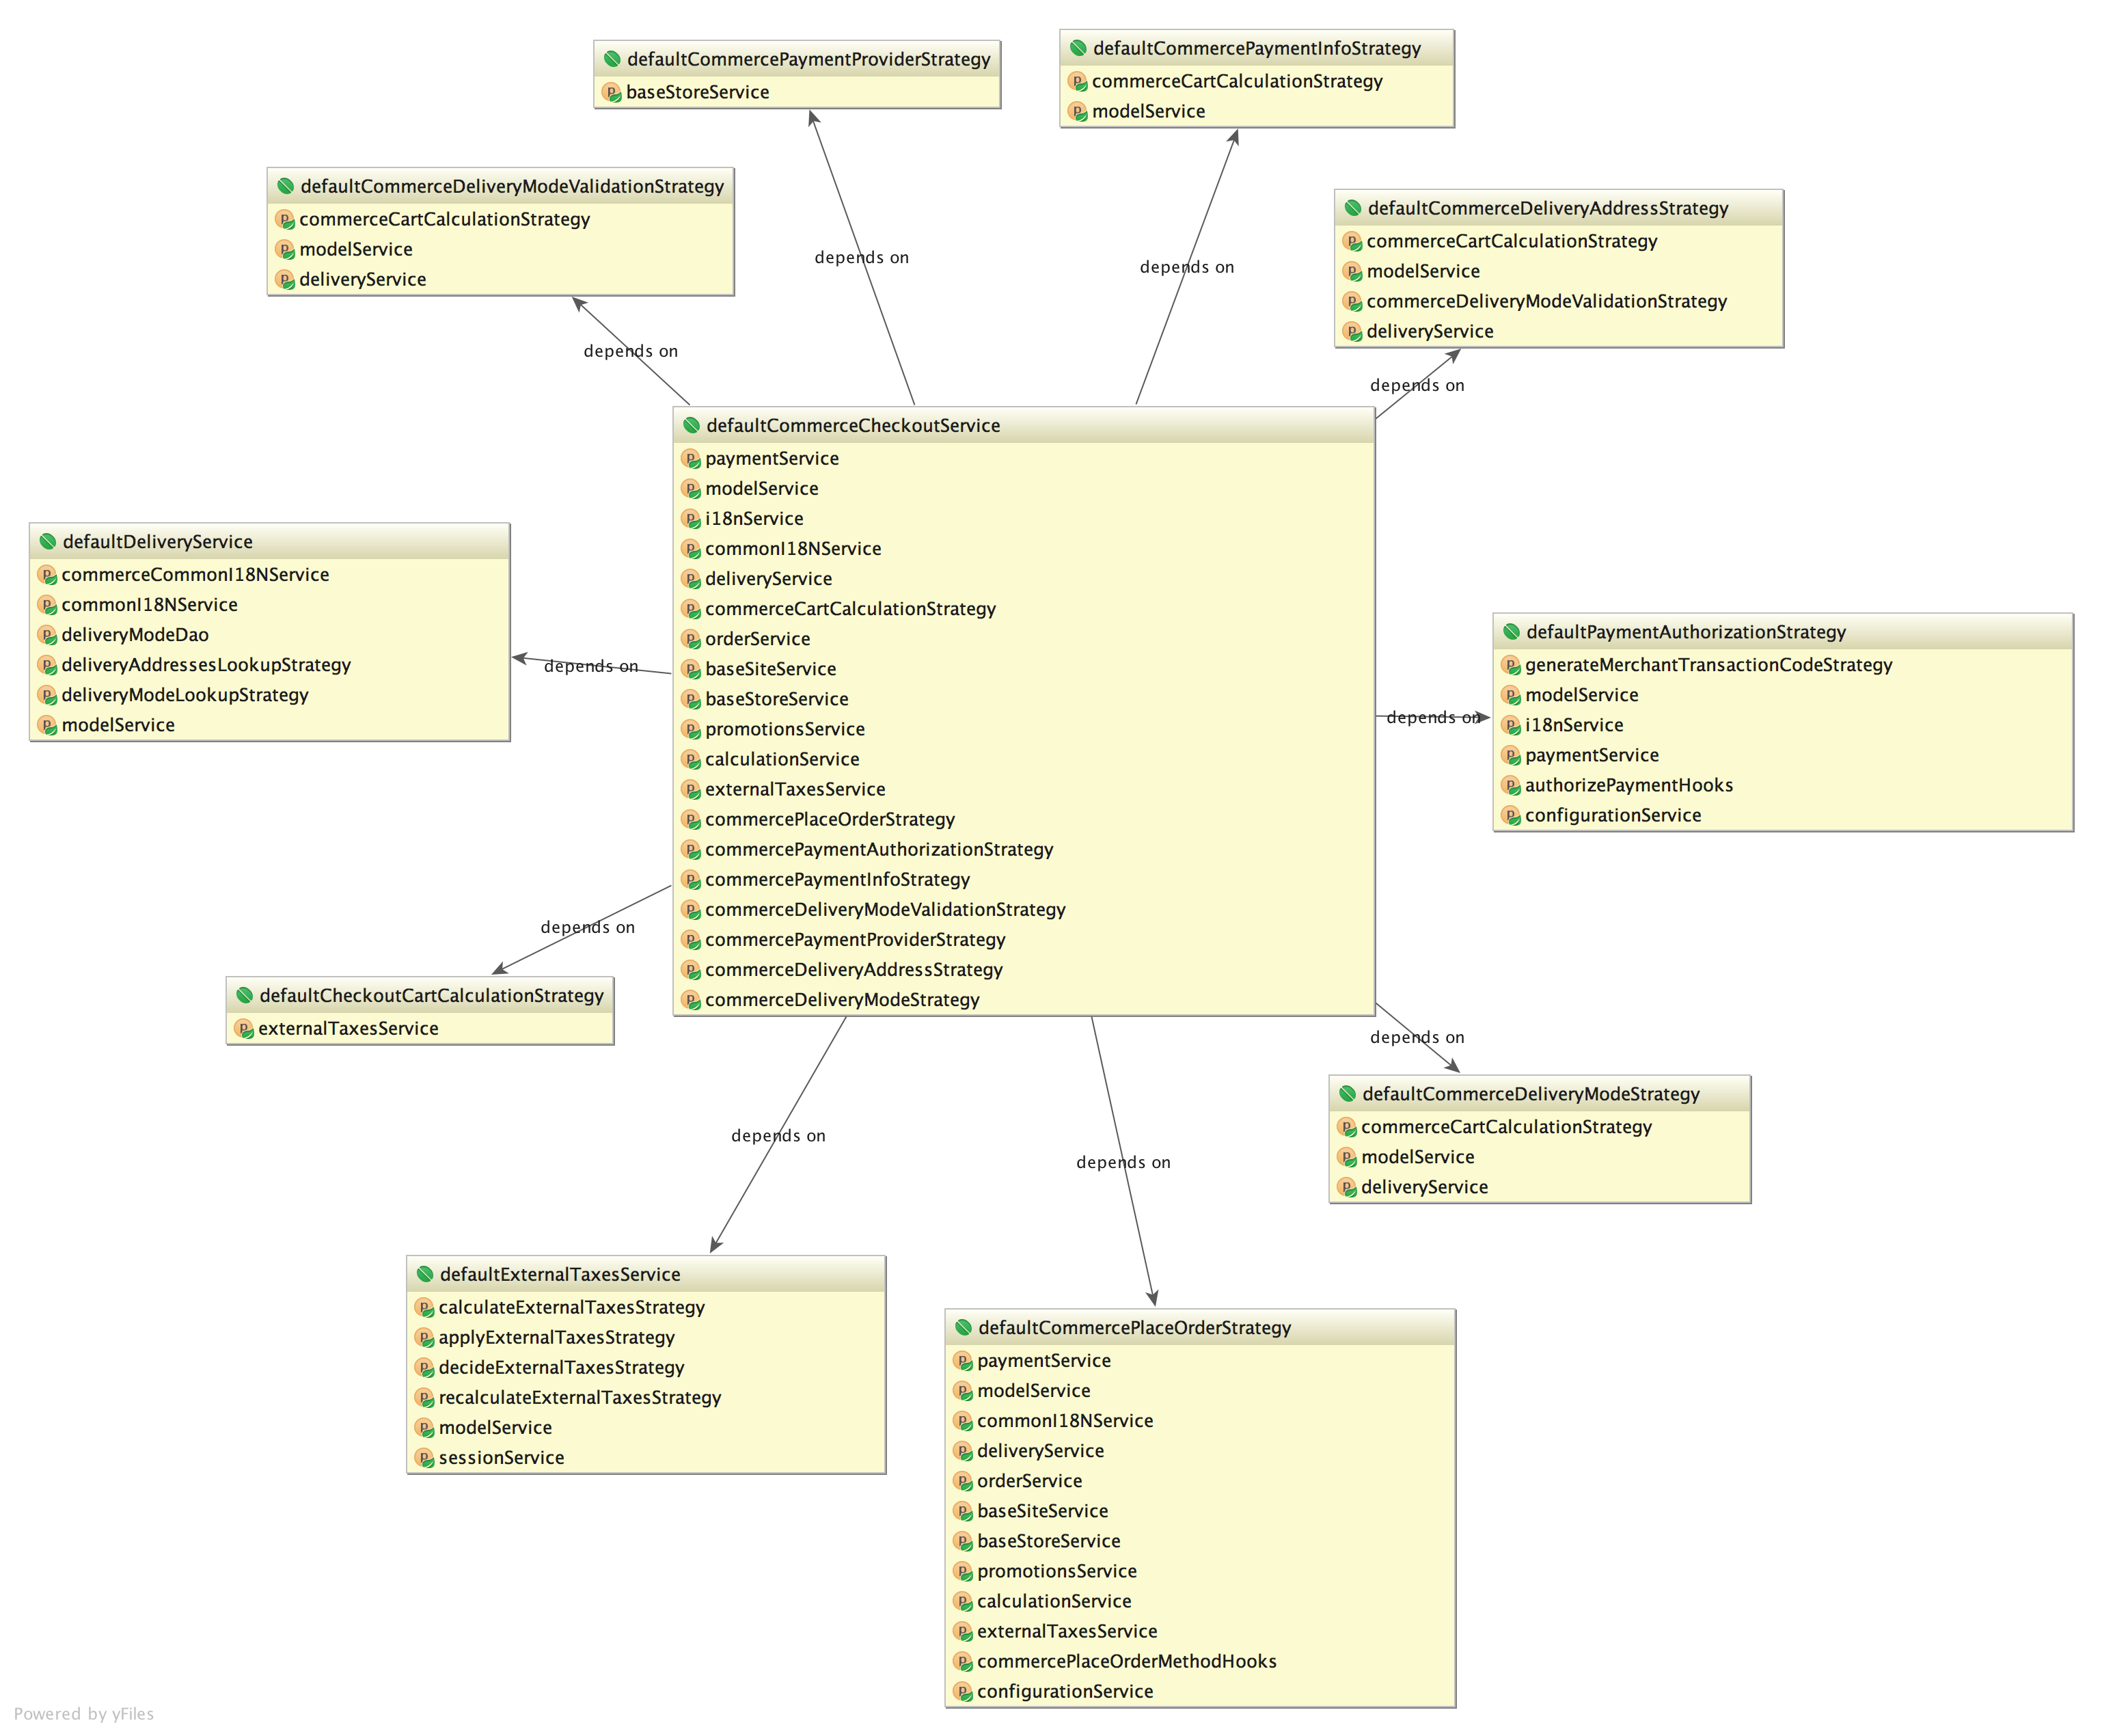 defaultCommercePaymentProviderStrategy
baseStoreService
defaultCommercePaymentInfoStrategy
commerceCartCalculationStrategy
modelService
defaultCommerceDeliveryModeValidationStrategy
commerceCartCalculationStrategy
modelService
deliveryService
defaultCommerceDeliveryAddressStrategy
commerceCartCalculationStrategy
modelService
commerceDeliveryModeValidationStrategy
deliveryService
depends on
depends on
depends on
depends on
defaultCommerceCheckoutService
paymentService
modelService
i18nService
commonI18NService
deliveryService
commerceCartCalculationStrategy
orderService
baseSiteService
baseStoreService
promotionsService
calculationService
externalTaxesService
commercePlaceOrderStrategy
commercePaymentAuthorizationStrategy
commercePaymentInfoStrategy
commerceDeliveryModeValidationStrategy
commercePaymentProviderStrategy
commerceDeliveryAddressStrategy
commerceDeliveryModeStrategy
defaultDeliveryService
commerceCommonI18NService
commonI18NService
deliveryModeDao
deliveryAddressesLookupStrategy
deliveryModeLookupStrategy
modelService
depends on
depends on
defaultPaymentAuthorizationStrategy
generateMerchantTransactionCodeStrategy
modelService
i18nService
paymentService
authorizePaymentHooks
configurationService
depends on
defaultCheckoutCartCalculationStrategy
externalTaxesService
depends on
defaultCommerceDeliveryModeStrategy
commerceCartCalculationStrategy
modelService
deliveryService
depends on
depends on
defaultExternalTaxesService
calculateExternalTaxesStrategy
applyExternalTaxesStrategy
decideExternalTaxesStrategy
recalculateExternalTaxesStrategy
modelService
sessionService
defaultCommercePlaceOrderStrategy
paymentService
modelService
commonI18NService
deliveryService
orderService
baseSiteService
baseStoreService
promotionsService
calculationService
externalTaxesService
commercePlaceOrderMethodHooks
configurationService
Powered by yFiles